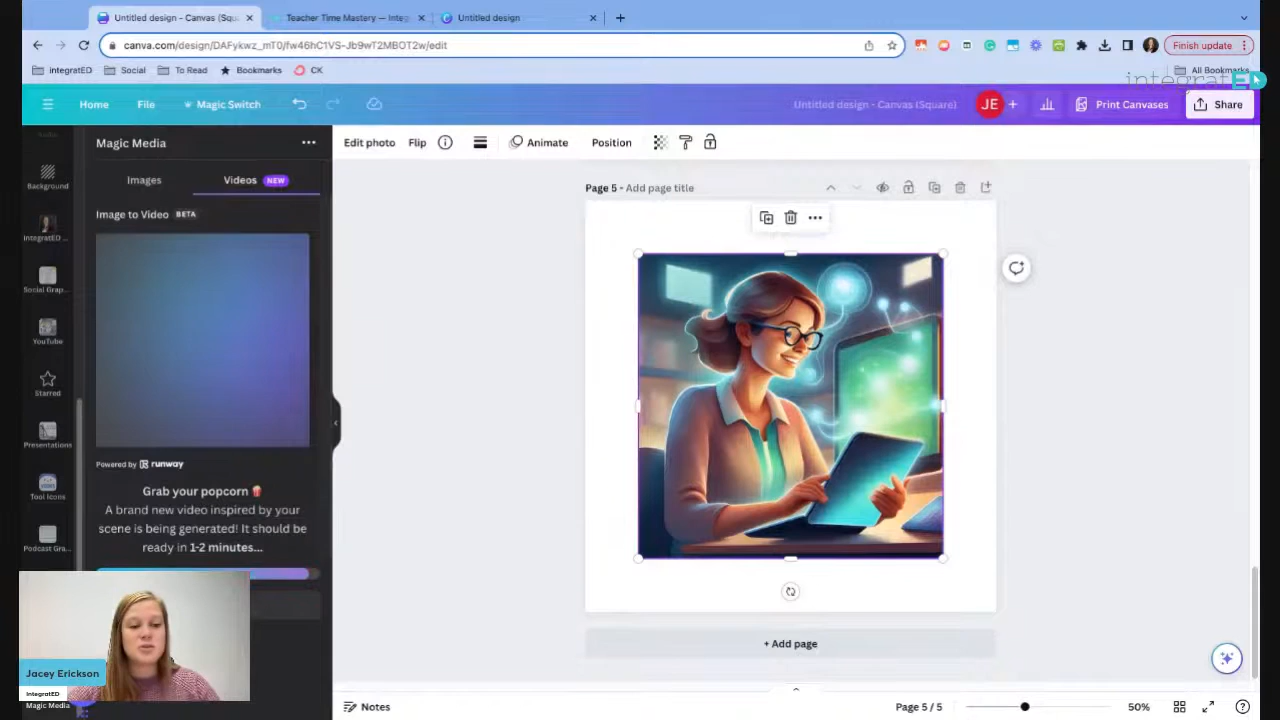 Untitled design - Canvas (Squa
Teacher Time Mastery — Integ
Untitled design
canva.com/design/DAFykwz_mT0/fw46hC1VS-Jb9wT2MBOT2w/edit
Finish update
integratED
Social
To Read
Bookmarks
CK
All Bookmarks
integratED
Home
File
Magic Switch
Untitled design - Canvas (Square)
JE
Print Canvases
Share
Magic Media
Edit photo
Flip
Animate
Position
Images
Videos
NEW
Page 5 - Add page title
Image to Video
BETA
Background
IntegratED ...
Social Grap...
YouTube
Starred
Presentations
Tool Icons
Podcast Gra...
Powered by runway
Grab your popcorn
A brand new video inspired by your
scene is being generated! It should be
ready in 1-2 minutes...
+ Add page
Jacey Erickson
IntegratED
Magic Media
Notes
Page 5 / 5
50%